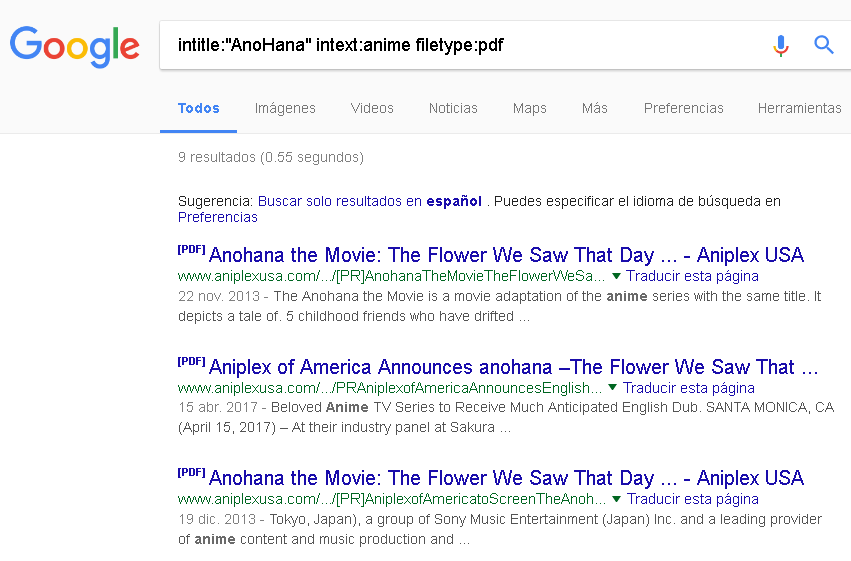 Google
intitle:"AnoHana" intext:anime filetype:pdf
Todos Imágenes Videos Noticias Maps Más Preferencias Herramientas
9 resultados (0.55 segundos)
Sugerencia: Buscar solo resultados en español . Puedes especificar el idioma de búsqueda en
Preferencias
[PDF] Anohana the Movie: The Flower We Saw That Day ... - Aniplex USA
www.aniplexusa.com/.../[PR]AnohanaTheMovieTheFlowerWeSa... ▼ Traducir esta página
22 nov. 2013 - The Anohana the Movie is a movie adaptation of the anime series with the same title. It
depicts a tale of. 5 childhood friends who have drifted ...
[PDF] Aniplex of America Announces anohana –The Flower We Saw That ...
www.aniplexusa.com/.../PRAniplexofAmericaAnnouncesEnglish... ▼ Traducir esta página
15 abr. 2017 - Beloved Anime TV Series to Receive Much Anticipated English Dub. SANTA MONICA, CA
(April 15, 2017) – At their industry panel at Sakura ...
[PDF] Anohana the Movie: The Flower We Saw That Day ... - Aniplex USA
www.aniplexusa.com/.../[PR]AniplexofAmericatoScreenTheAnoh... ▼ Traducir esta página
19 dic. 2013 - Tokyo, Japan), a group of Sony Music Entertainment (Japan) Inc. and a leading provider
of anime content and music production and ...